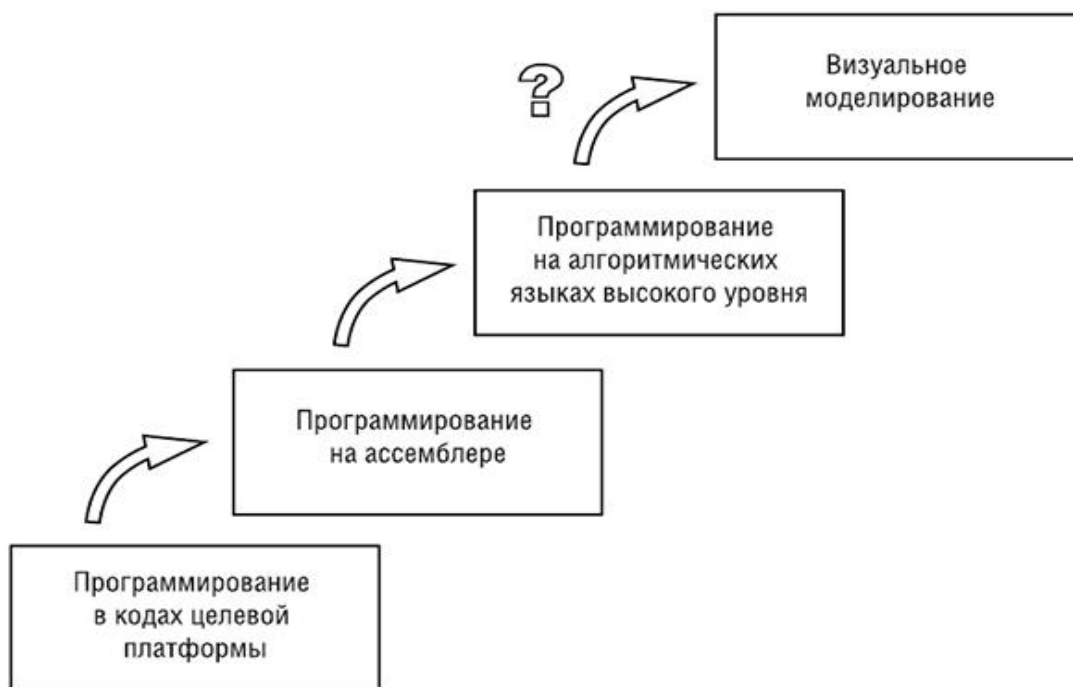 ?
Визуальное
моделирование
Программирование
на алгоритмических
языках высокого уровня
Программирование
на ассемблере
Программирование
в кодах целевой
платформы